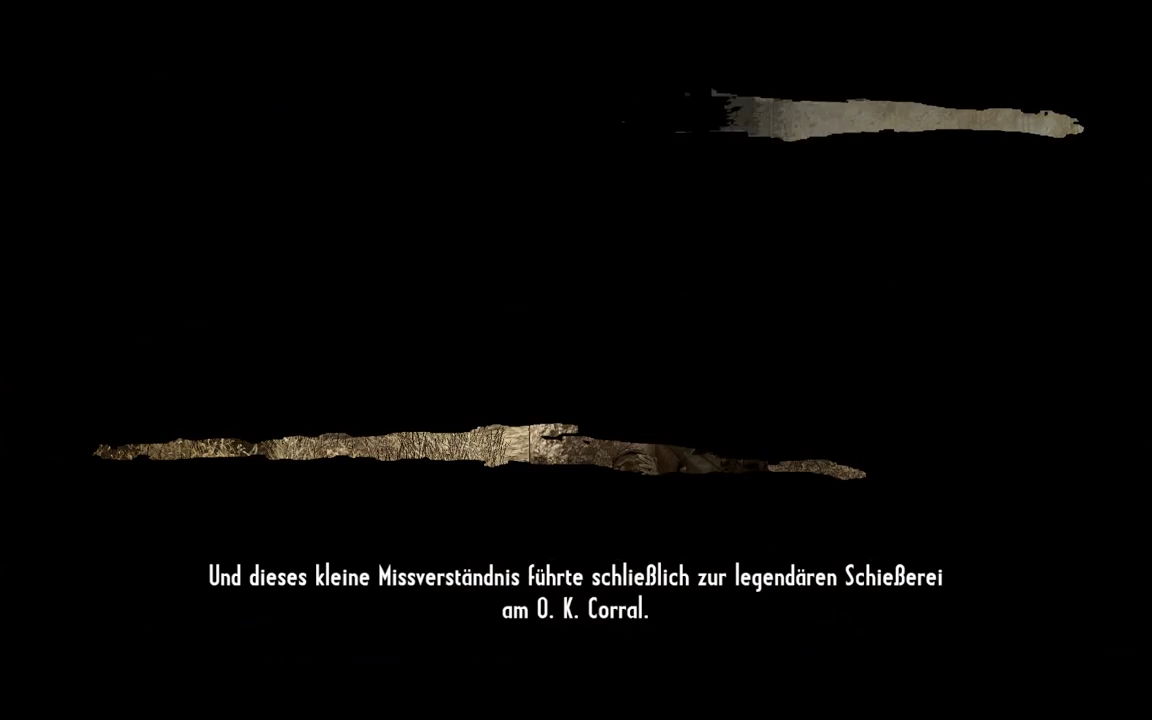 Und dieses kleine Missverständnis führte schließlich zur legendären Schießerei
am O. K. Corral.